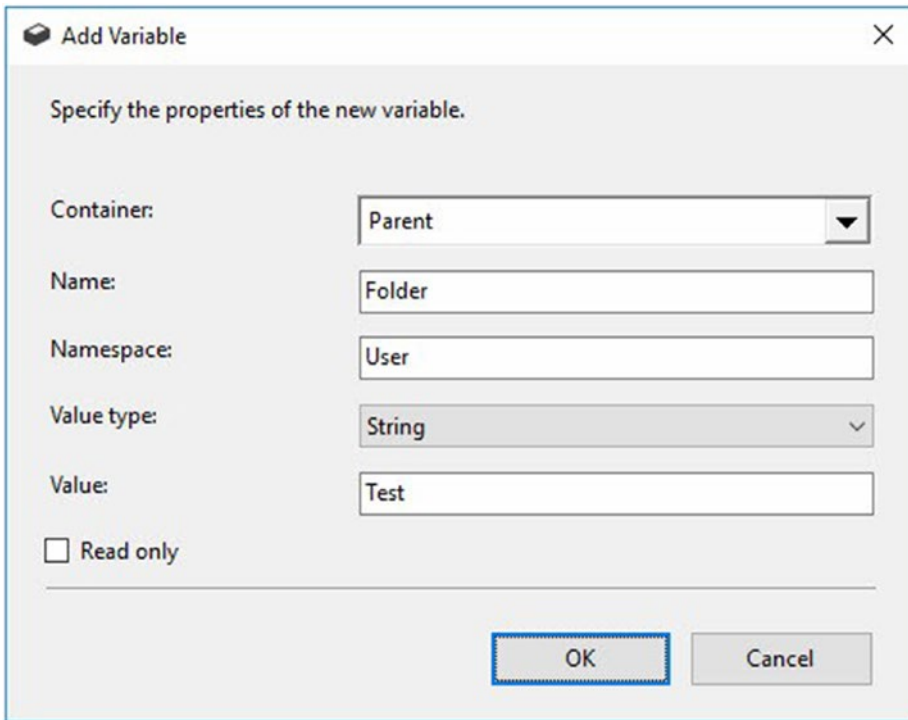 Add Variable
Specify the properties of the new variable.
Container: Parent
Name: Folder
Namespace: User
Value type: String
Value: Test
Read only
OK Cancel